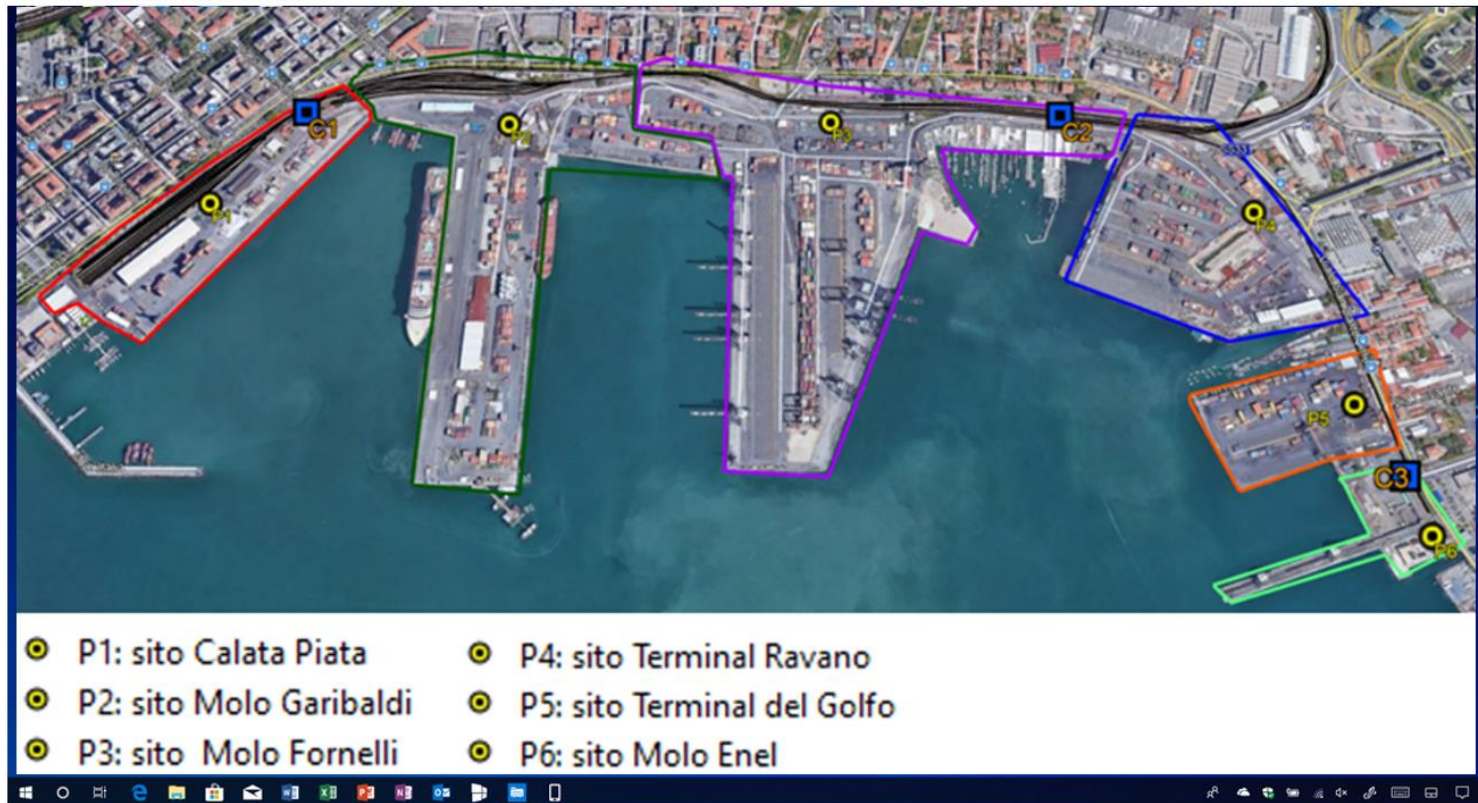 C1
P2
P3
C2
P1
P4
P5
C3
P6
P1: sito Calata Piata
P2: sito Molo Garibaldi
P3: sito Molo Fornelli
P4: sito Terminal Ravano
P5: sito Terminal del Golfo
P6: sito Molo Enel